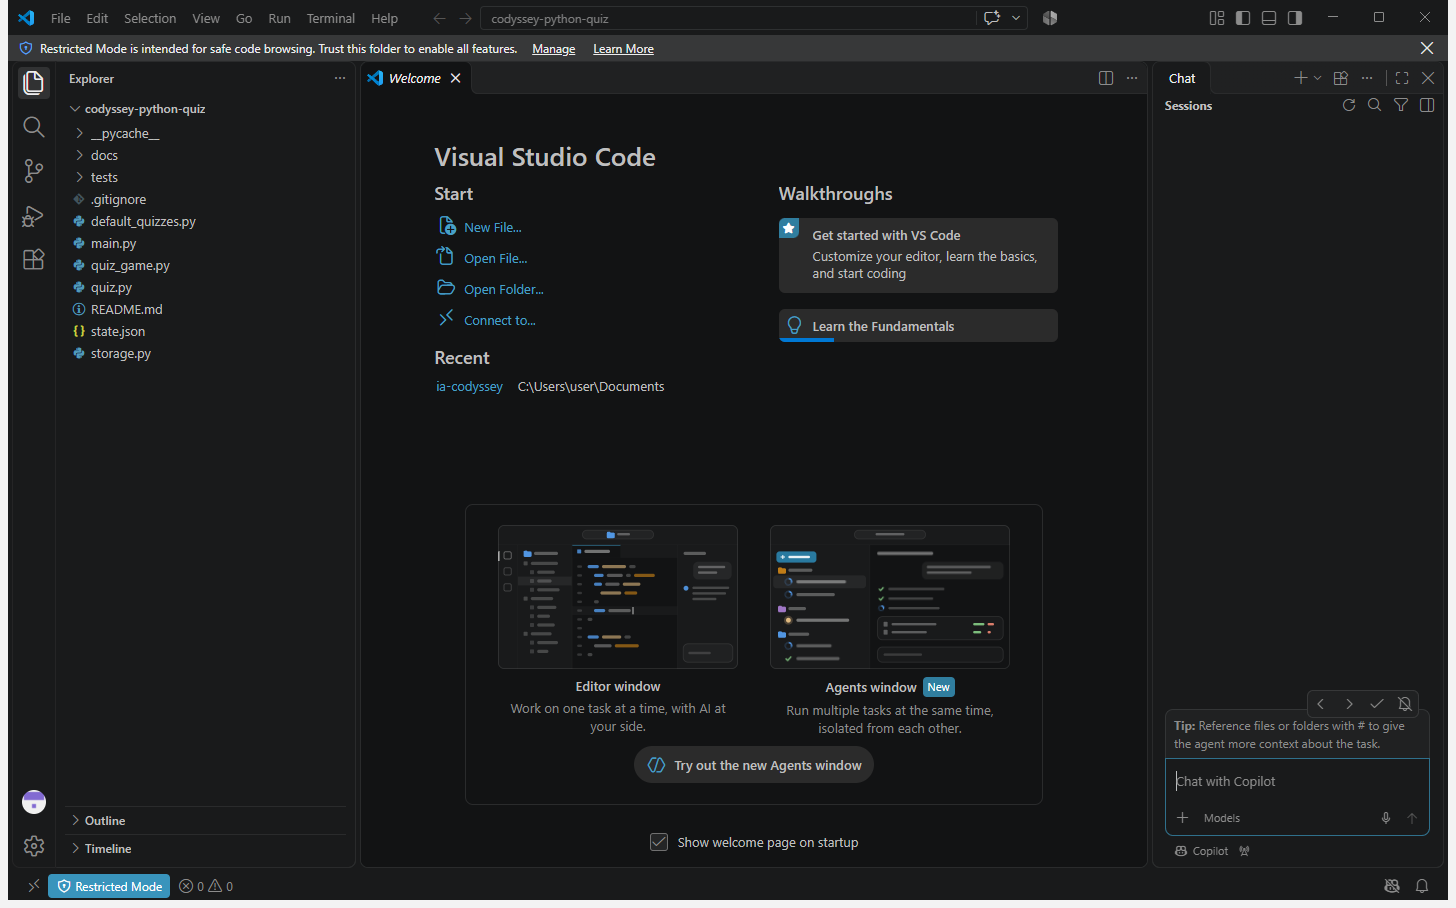 File Edit Selection View Go Run Terminal Help
codyssey-python-quiz
Restricted Mode is intended for safe code browsing. Trust this folder to enable all features. Manage Learn More
Explorer
codyssey-python-quiz
__pycache__
docs
tests
.gitignore
default_quizzes.py
main.py
quiz_game.py
quiz.py
README.md
state.json
storage.py
Outline
Timeline
Welcome
Visual Studio Code
Start
New File...
Open File...
Open Folder...
Connect to...
Recent
ia-codyssey C:\Users\user\Documents
Walkthroughs
Get started with VS Code
Customize your editor, learn the basics,
and start coding
Learn the Fundamentals
Editor window
Work on one task at a time, with AI at
your side.
Agents window New
Run multiple tasks at the same time,
isolated from each other.
Try out the new Agents window
Show welcome page on startup
Chat
Sessions
Tip: Reference files or folders with # to give
the agent more context about the task.
Chat with Copilot
Models
Copilot
Restricted Mode 0 0